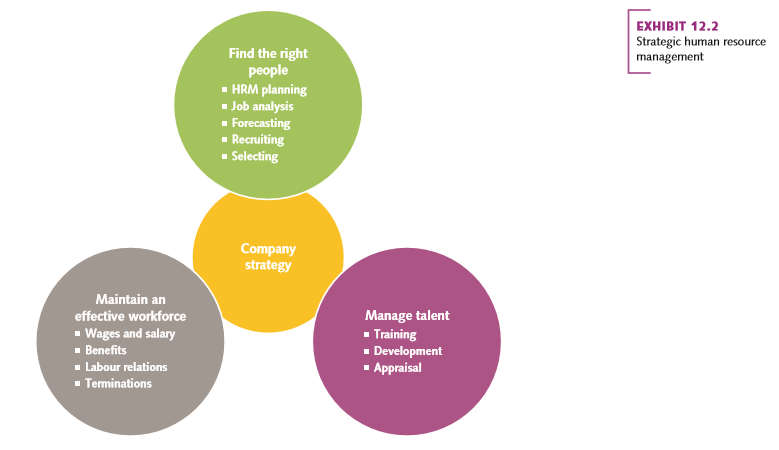 Find the right
people
▪ HRM planning
▪ Job analysis
▪ Forecasting
▪ Recruiting
▪ Selecting
Company
strategy
Maintain an
effective workforce
▪ Wages and salary
▪ Benefits
▪ Labour relations
▪ Terminations
Manage talent
▪ Training
▪ Development
▪ Appraisal
EXHIBIT 12.2
Strategic human resource
management